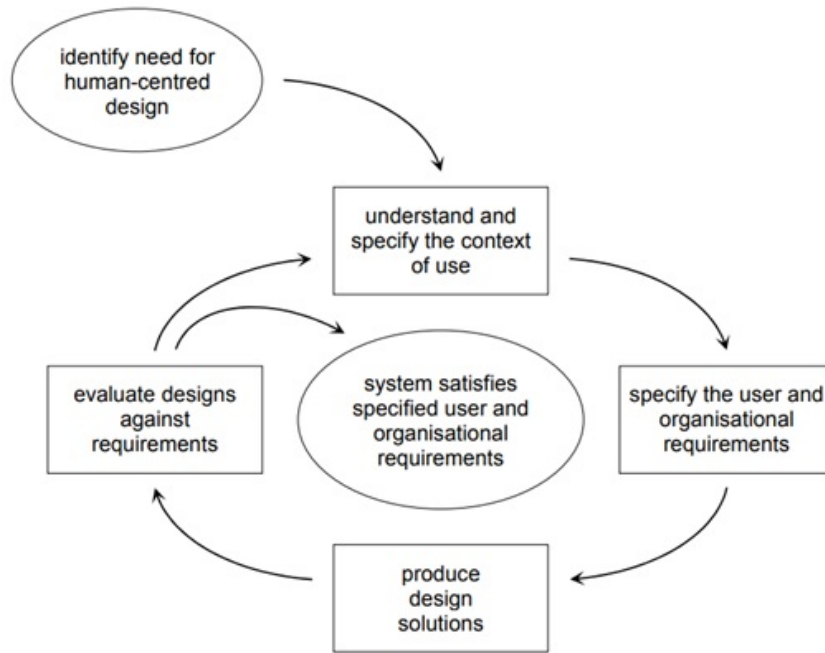 identify need for
human-centred
design
understand and
specify the context
of use
evaluate designs
against
requirements
system satisfies
specified user and
organisational
requirements
specify the user and
organisational
requirements
produce
design
solutions